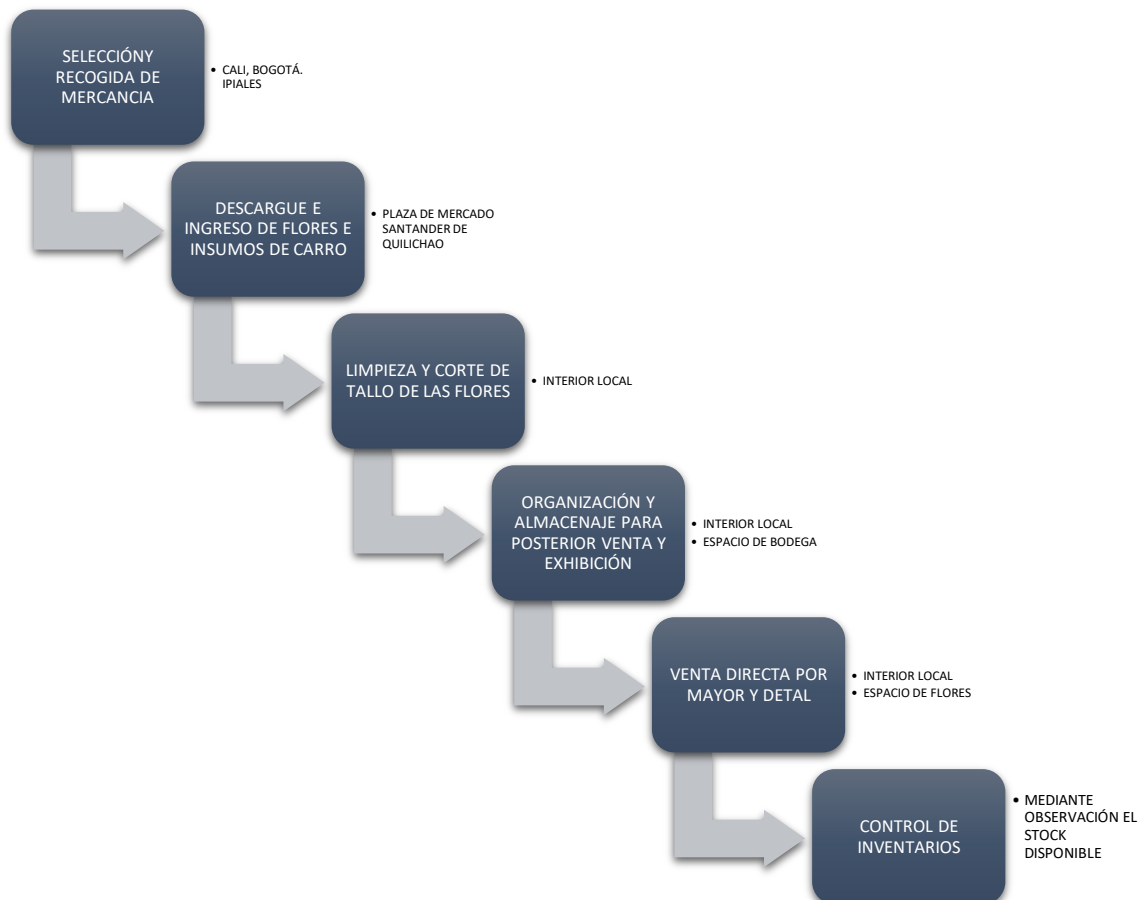 SELECCIÓNY
RECOGIDA DE
MERCANCIA
• CALI, BOGOTÁ.
IPIALES
DESCARGUE E
INGRESO DE FLORES E
INSUMOS DE CARRO
• PLAZA DE MERCADO
SANTANDER DE
QUILICHAO
LIMPIEZA Y CORTE DE
TALLO DE LAS FLORES
• INTERIOR LOCAL
ORGANIZACIÓN Y
ALMACENAJE PARA
POSTERIOR VENTA Y
EXHIBICIÓN
• INTERIOR LOCAL
• ESPACIO DE BODEGA
VENTA DIRECTA POR
MAYOR Y DETAL
• INTERIOR LOCAL
• ESPACIO DE FLORES
CONTROL DE
INVENTARIOS
• MEDIANTE
OBSERVACIÓN EL
STOCK
DISPONIBLE